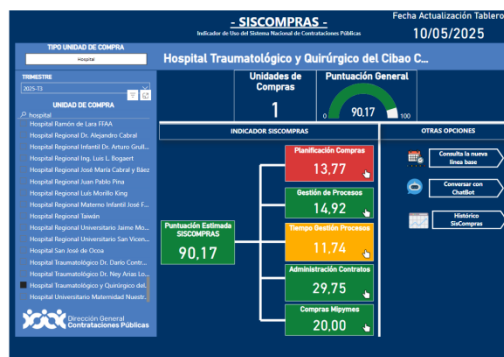 - SISCOMPRAS -
Indicador de Uso del Sistema Nacional de Contrataciones Públicas
Fecha Actualización Tablero
10/05/2025
TIPO UNIDAD DE COMPRA
Hospital
Hospital Traumatológico y Quirúrgico del Cibao C...
TRIMESTRE
2025-T3
UNIDAD DE COMPRA
hospital
Hospital Ramón de Lara FFAA
Hospital Regional Dr. Alejandro Cabral
Hospital Regional Infantil Dr. Arturo Grull...
Hospital Regional Ing. Luis L. Bogaert
Hospital Regional José María Cabral y Báez
Hospital Regional Juan Pablo Pina
Hospital Regional Luis Morillo King
Hospital Regional Materno Infantil José F...
Hospital Regional Taiwán
Hospital Regional Universitario Jaime Mo...
Hospital Regional Universitario San Vicen...
Hospital San José de Ocoa
Hospital Traumatológico Dr. Darío Contr...
Hospital Traumatológico Dr. Ney Arias Lo...
Hospital Traumatológico y Quirúrgico del...
Hospital Universitario Maternidad Nuestr...
Dirección General
Contrataciones Públicas
Unidades de
Compras
1
Puntuación General
90,17
0
100
INDICADOR SISCOMPRAS
Puntuación Estimada
SISCOMPRAS
90,17
Planificación Compras
13,77
Gestión de Procesos
14,92
Tiempo Gestión Procesos
11,74
Administración Contratos
29,75
Compras Mipymes
20,00
OTRAS OPCIONES
Consulta la nueva
línea base
Conversar con
ChatBot
Histórico
SisCompras